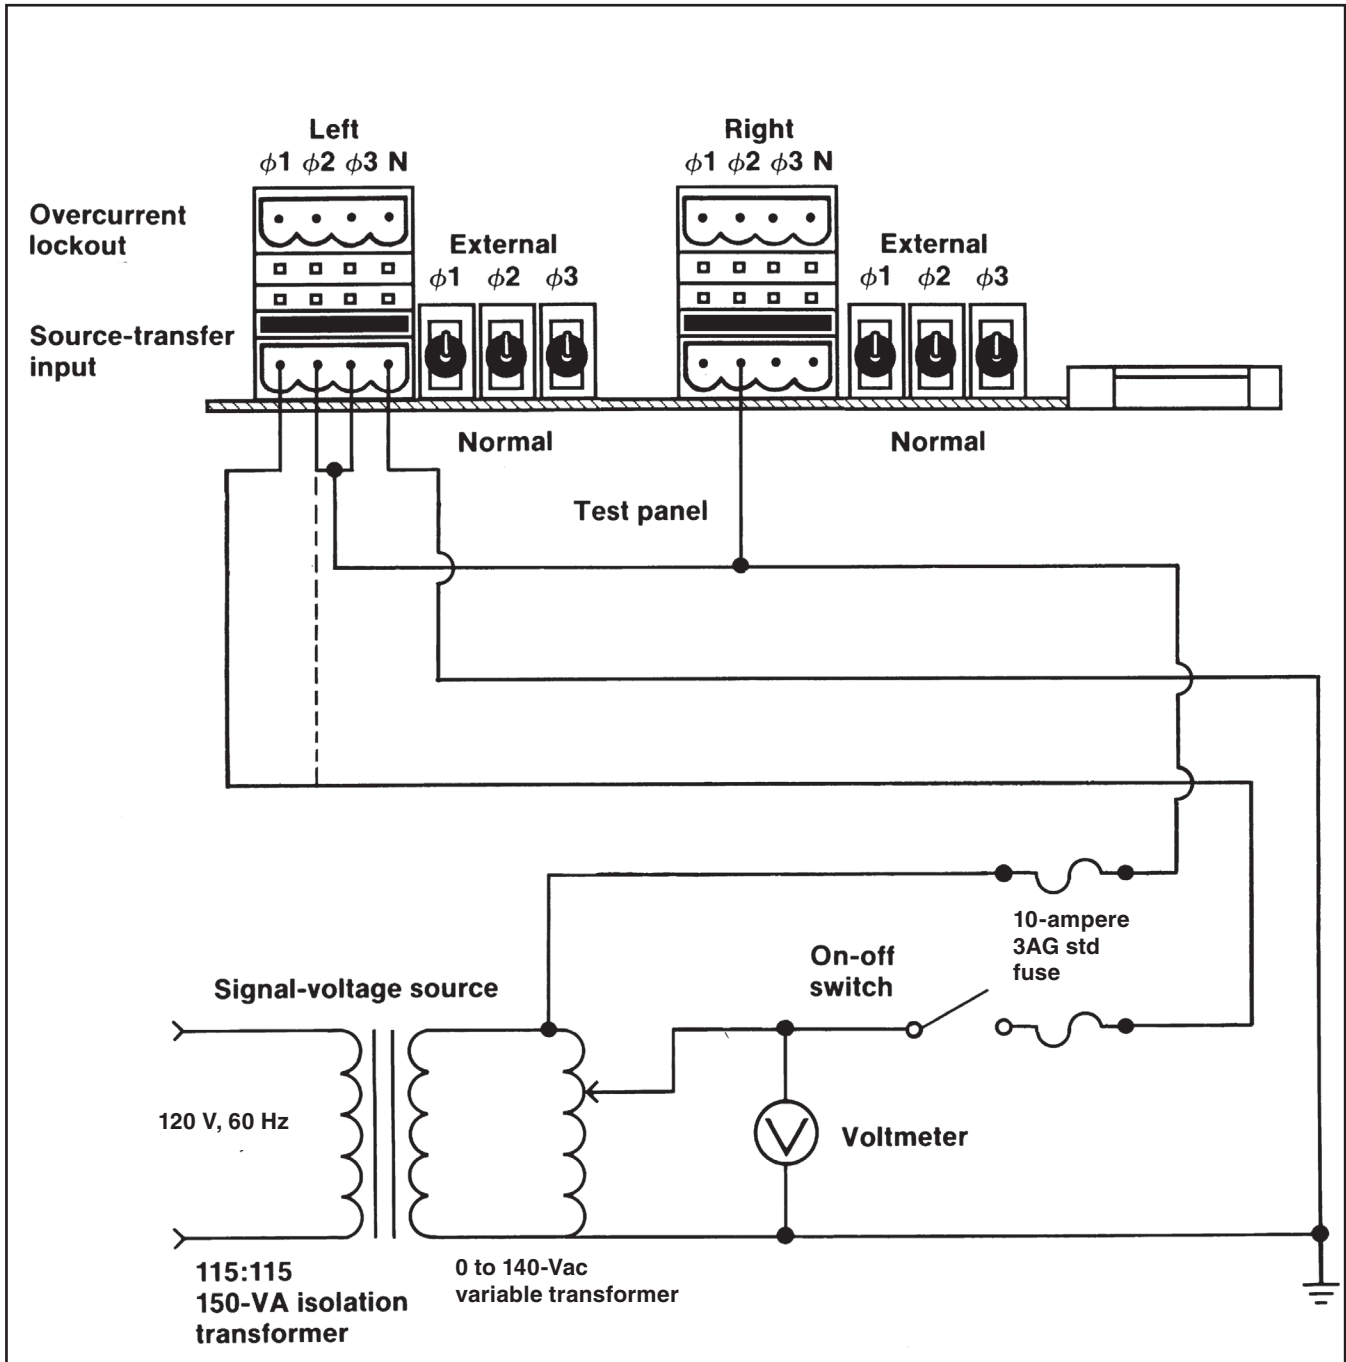 Left
ϕ1 ϕ2 ϕ3 N
Right
ϕ1 ϕ2 ϕ3 N
Overcurrent
lockout
External
ϕ1 ϕ2 ϕ3
External
ϕ1 ϕ2 ϕ3
Source-transfer
input
Normal
Normal
Test panel
10-ampere
3AG std
fuse
On-off
switch
Signal-voltage source
120 V, 60 Hz
V
Voltmeter
115:115
150-VA isolation
transformer
0 to 140-Vac
variable transformer